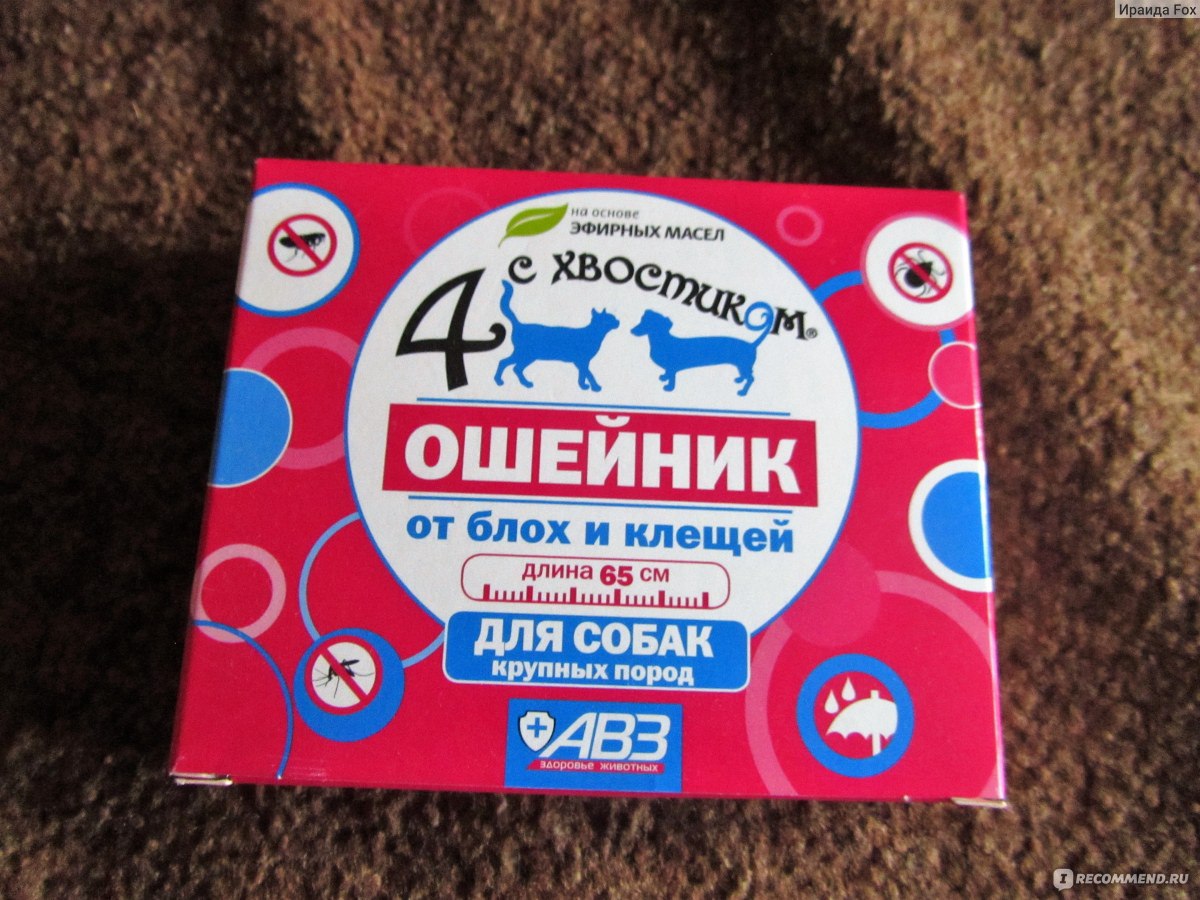 Ираида Fox
на основе
ЭФИРНЫХ МАСЕЛ
4 с хвостиком®
ОШЕЙНИК
от блох и клещей
длина 65 см
ДЛЯ СОБАК
крупных пород
АВЗ
здоровье животных
IRECOMMEND.RU